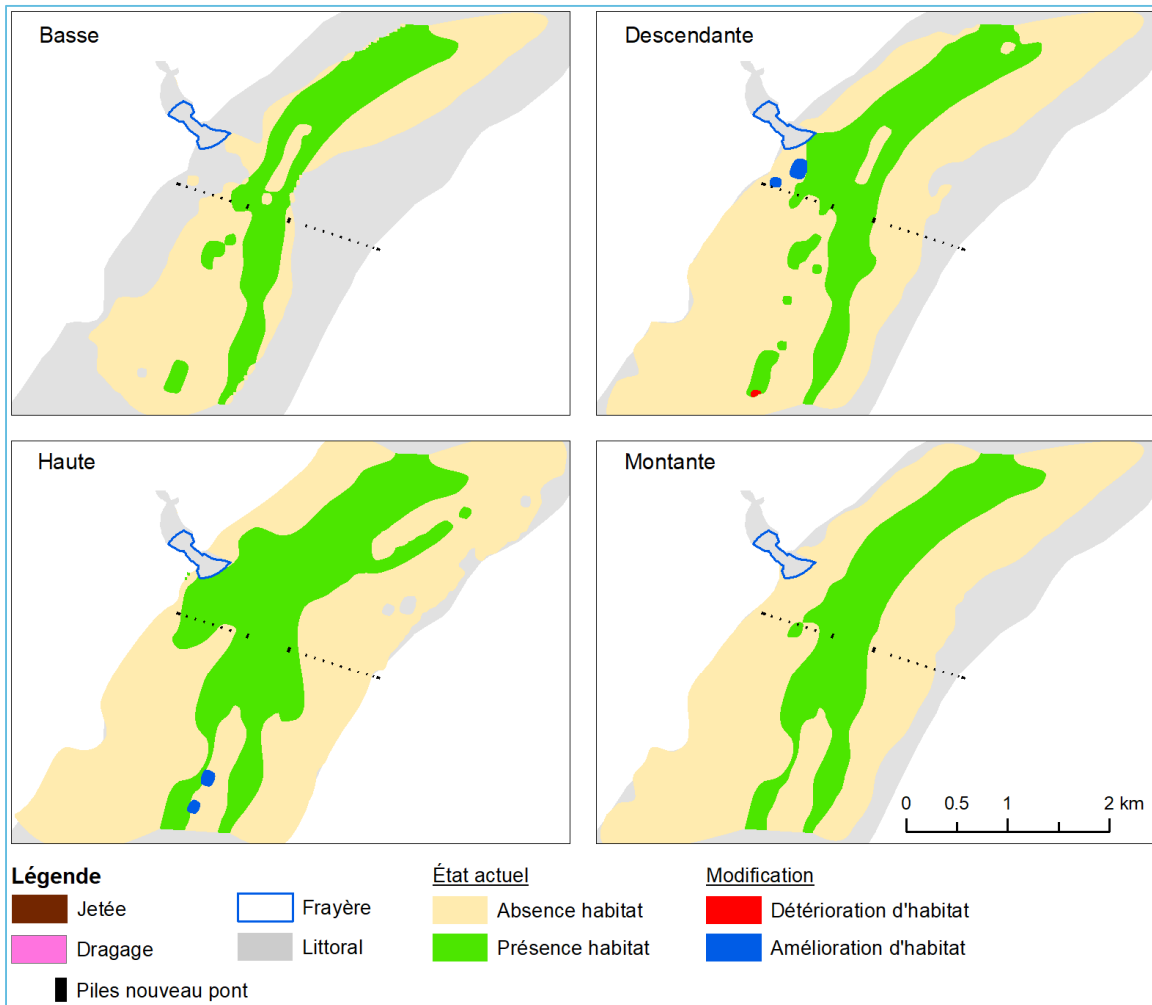 Basse
Descendante
Haute
Montante
0 0.5 1 2 km
Légende
Jetée
Dragage
Piles nouveau pont
Frayère
Littoral
État actuel
Absence habitat
Présence habitat
Modification
Détérioration d'habitat
Amélioration d'habitat